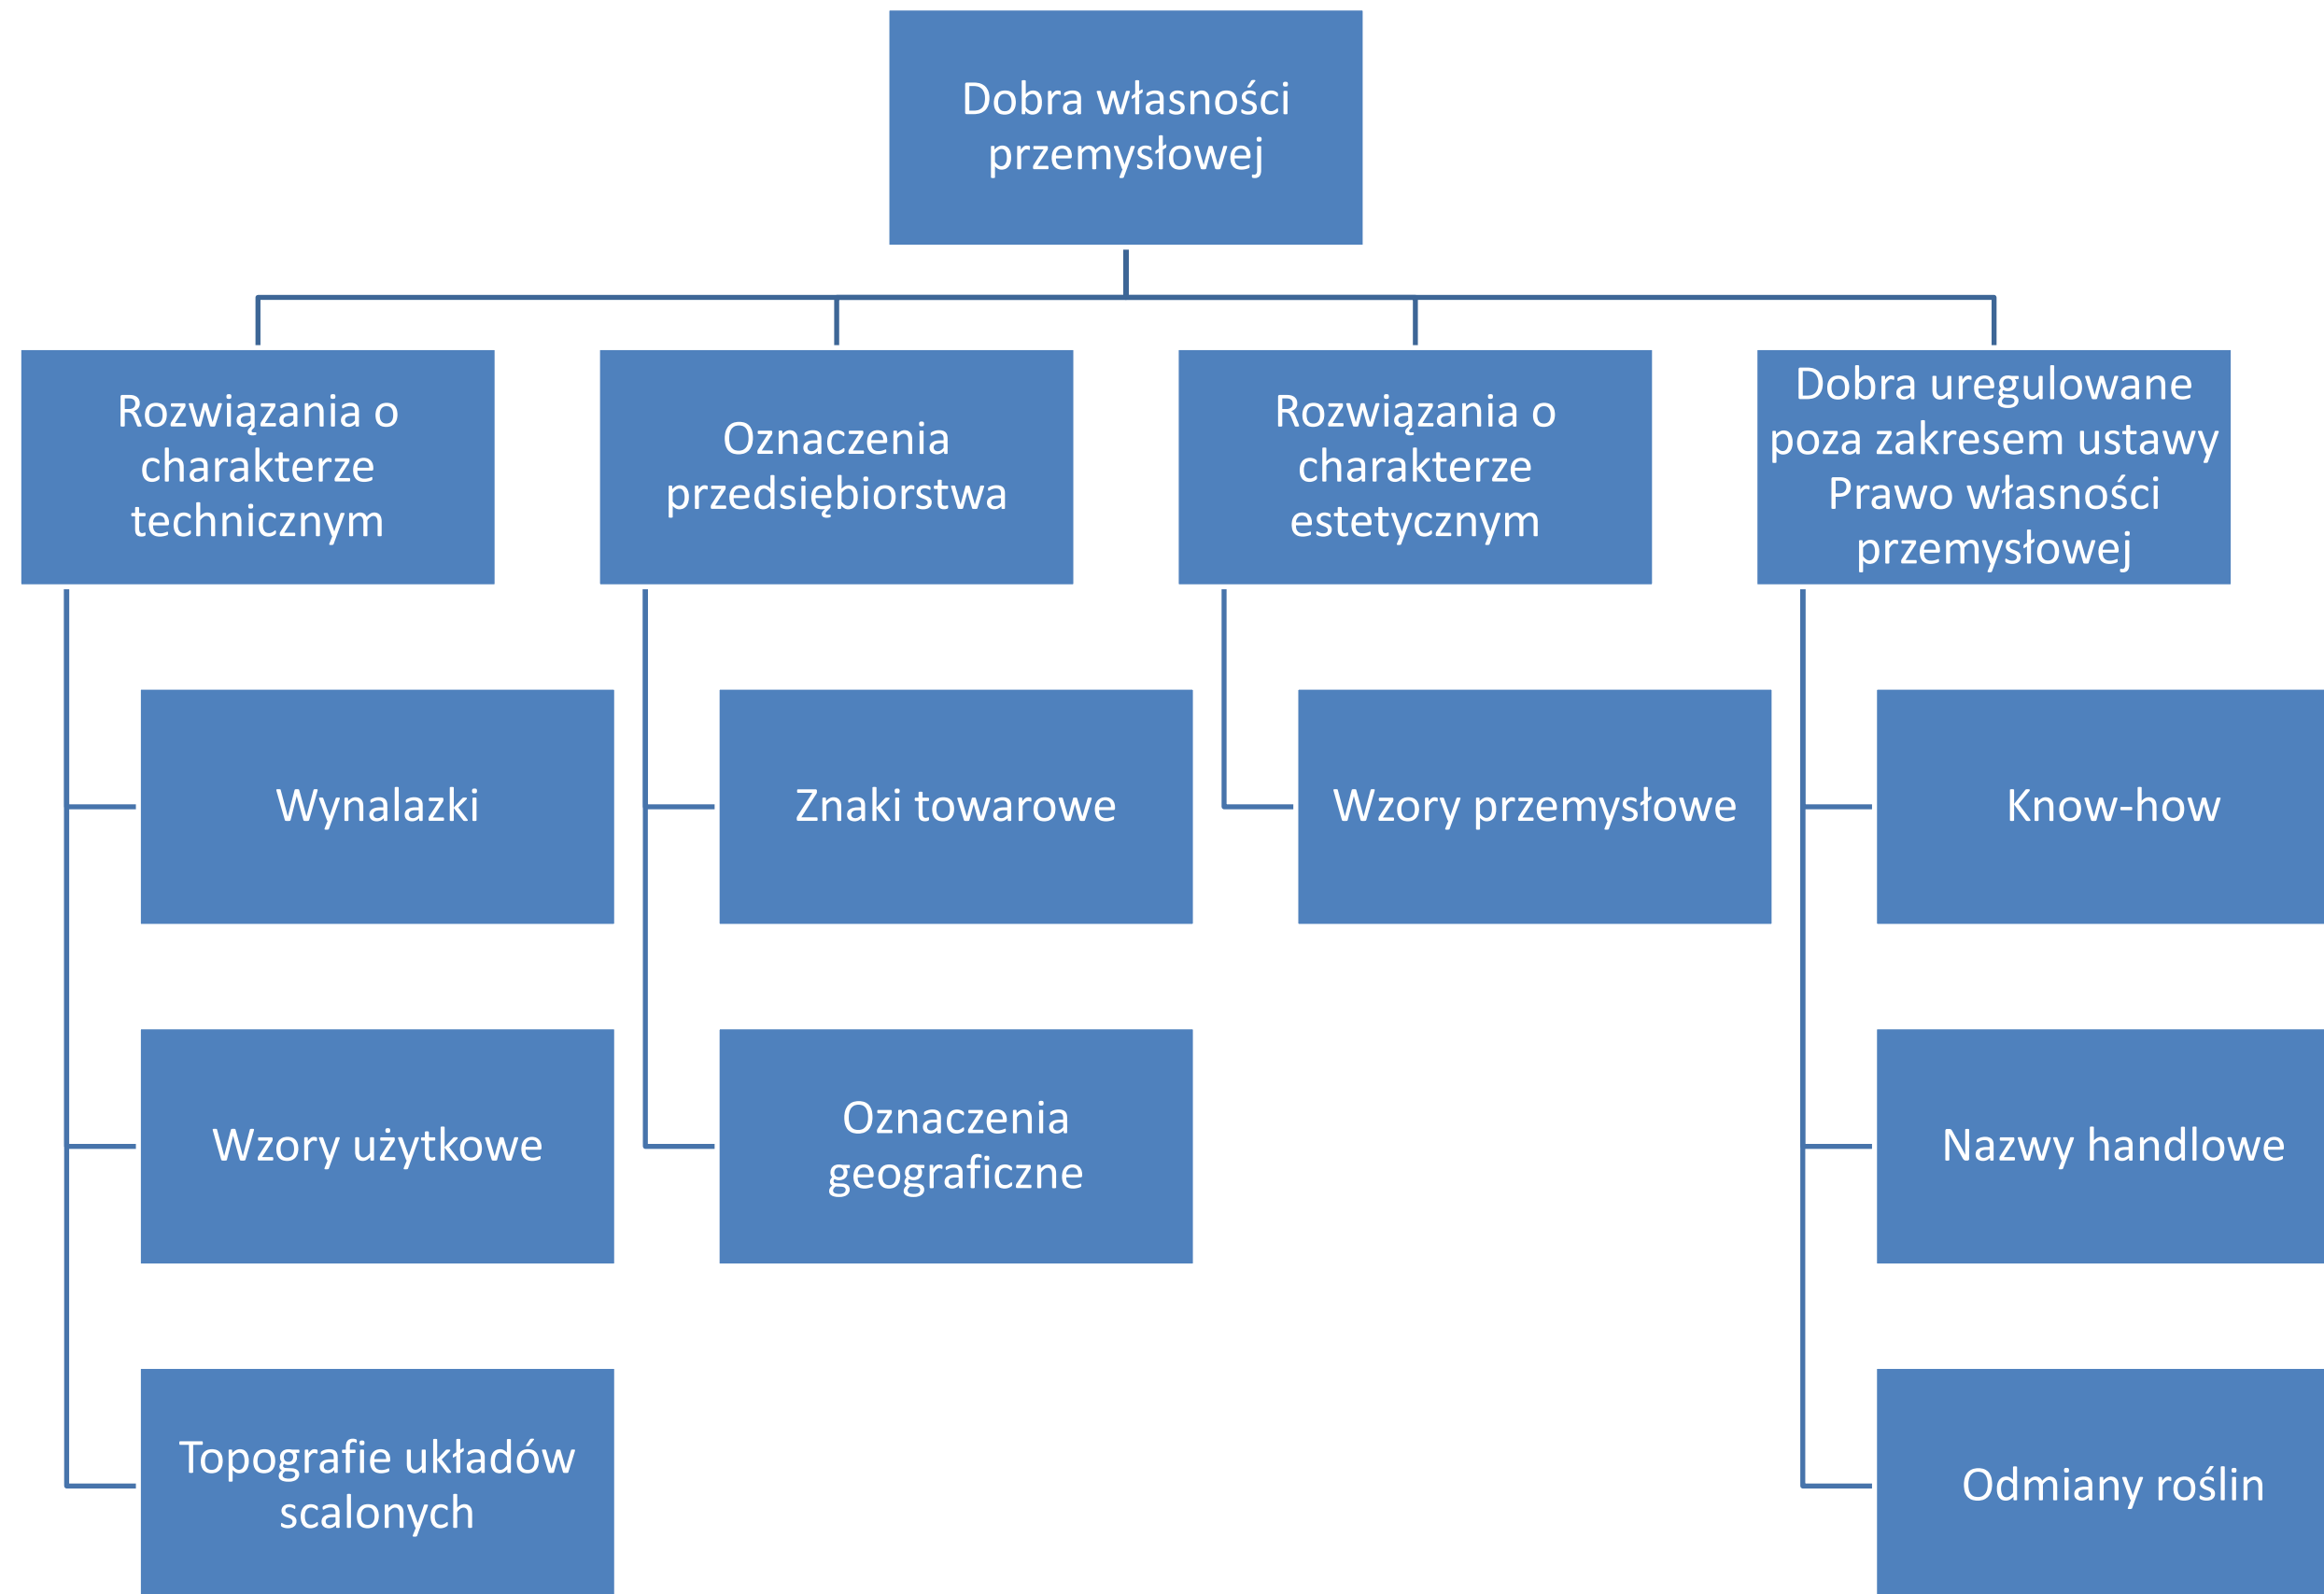 Dobra własności
przemysłowej
Rozwiązania o
charakterze
technicznym
Oznaczenia
przedsiębiorstwa
Rozwiązania o
charakterze
estetycznym
Dobra uregulowane
poza zakresem ustawy
Prawo własności
przemysłowej
Wynalazki
Znaki towarowe
Wzory przemysłowe
Know-how
Wzory użytkowe
Oznaczenia
geograficzne
Nazwy handlowe
Topografie układów
scalonych
Odmiany roślin